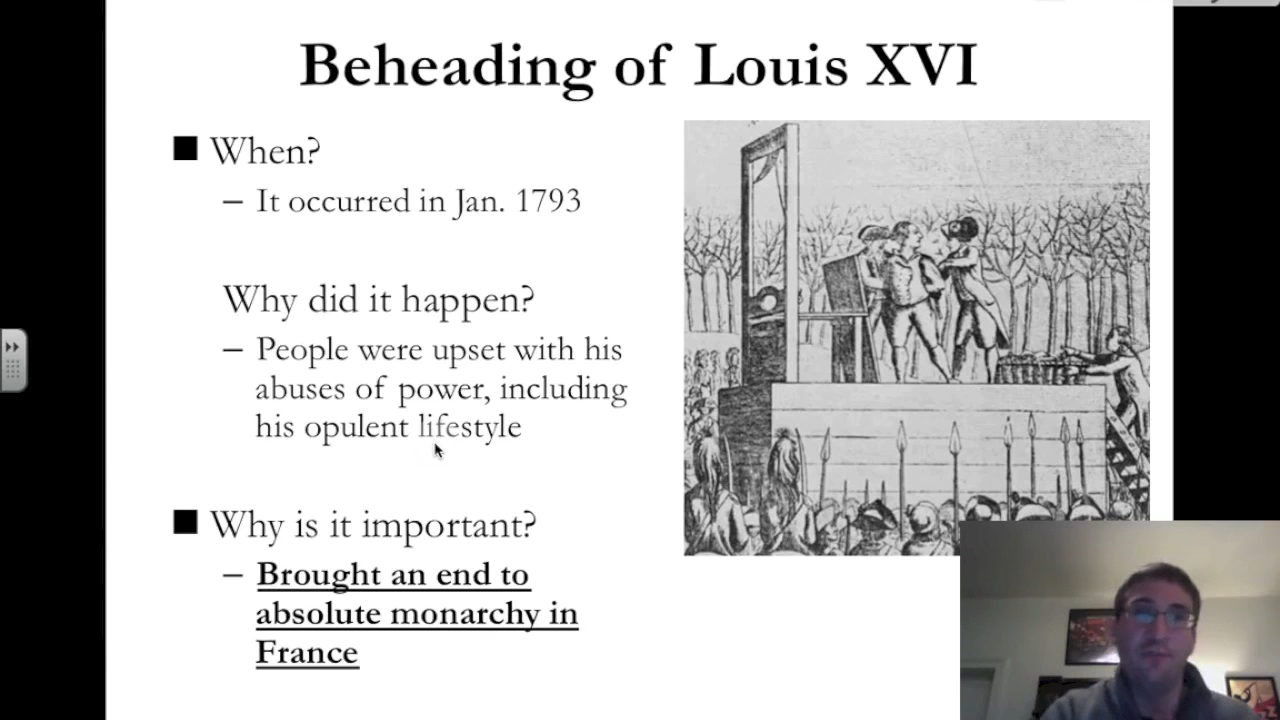 Beheading of Louis XVI
■ When?
– It occurred in Jan. 1793
Why did it happen?
– People were upset with his
abuses of power, including
his opulent lifestyle
■ Why is it important?
– Brought an end to
absolute monarchy in
France